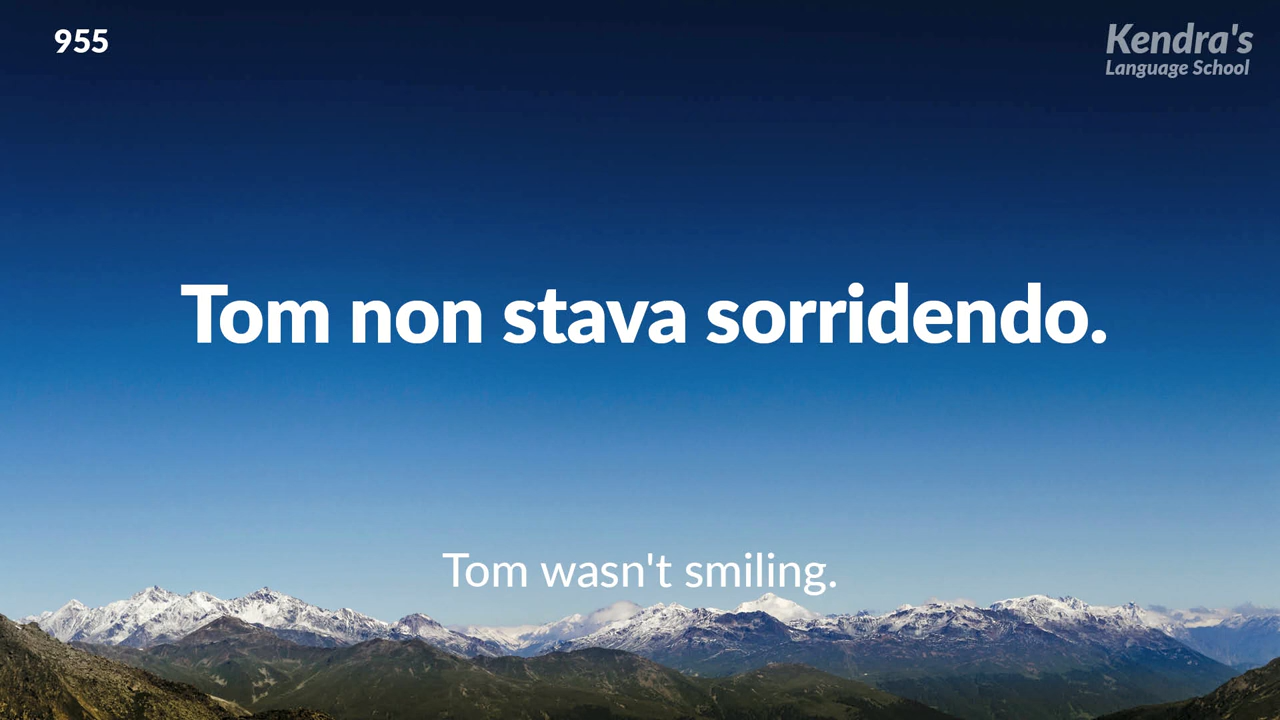 955
Kendra's
Language School
Tom non stava sorridendo.
Tom wasn't smiling.